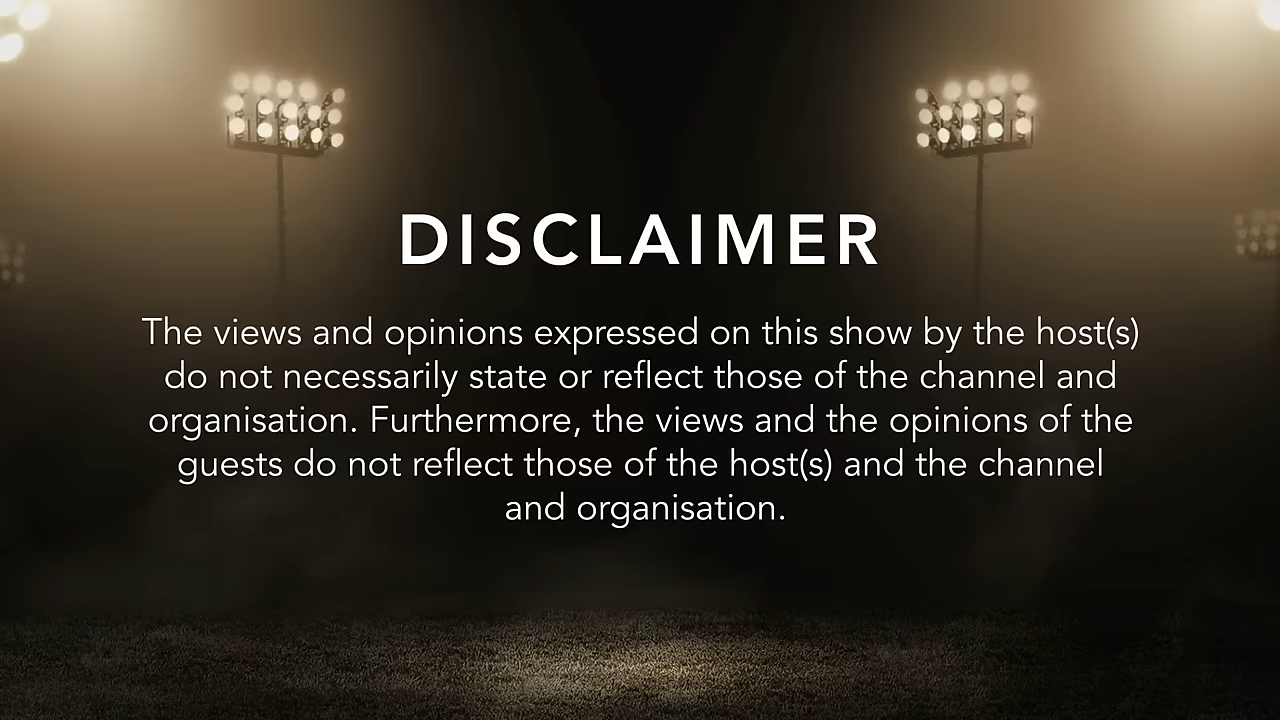 DISCLAIMER
The views and opinions expressed on this show by the host(s)
do not necessarily state or reflect those of the channel and
organisation. Furthermore, the views and the opinions of the
guests do not reflect those of the host(s) and the channel
and organisation.